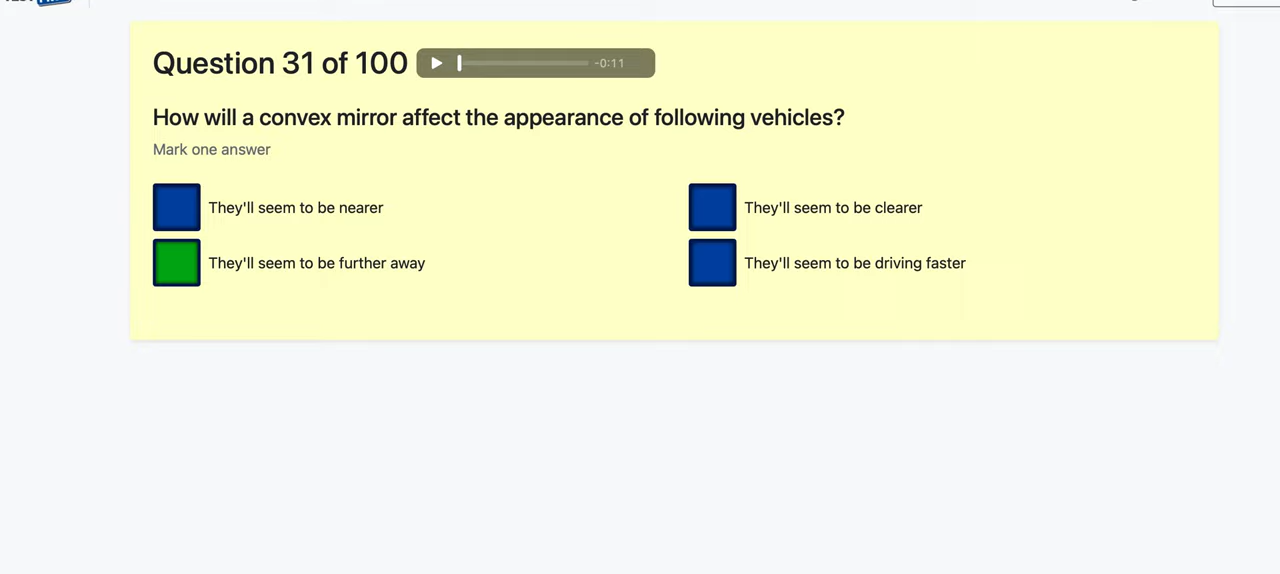 Question 31 of 100
-0:11
How will a convex mirror affect the appearance of following vehicles?
Mark one answer
They'll seem to be nearer
They'll seem to be clearer
They'll seem to be further away
They'll seem to be driving faster